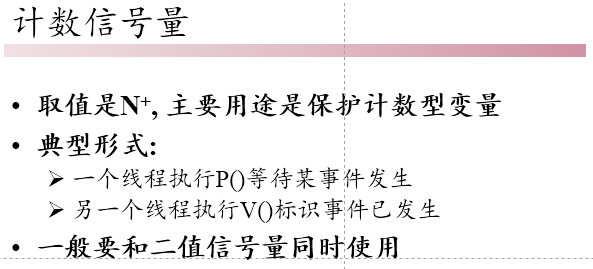 计数信号量
• 取值是N⁺, 主要用途是保护计数型变量
• 典型形式:
➢ 一个线程执行P()等待某事件发生
➢ 另一个线程执行V()标识事件已发生
• 一般要和二值信号量同时使用